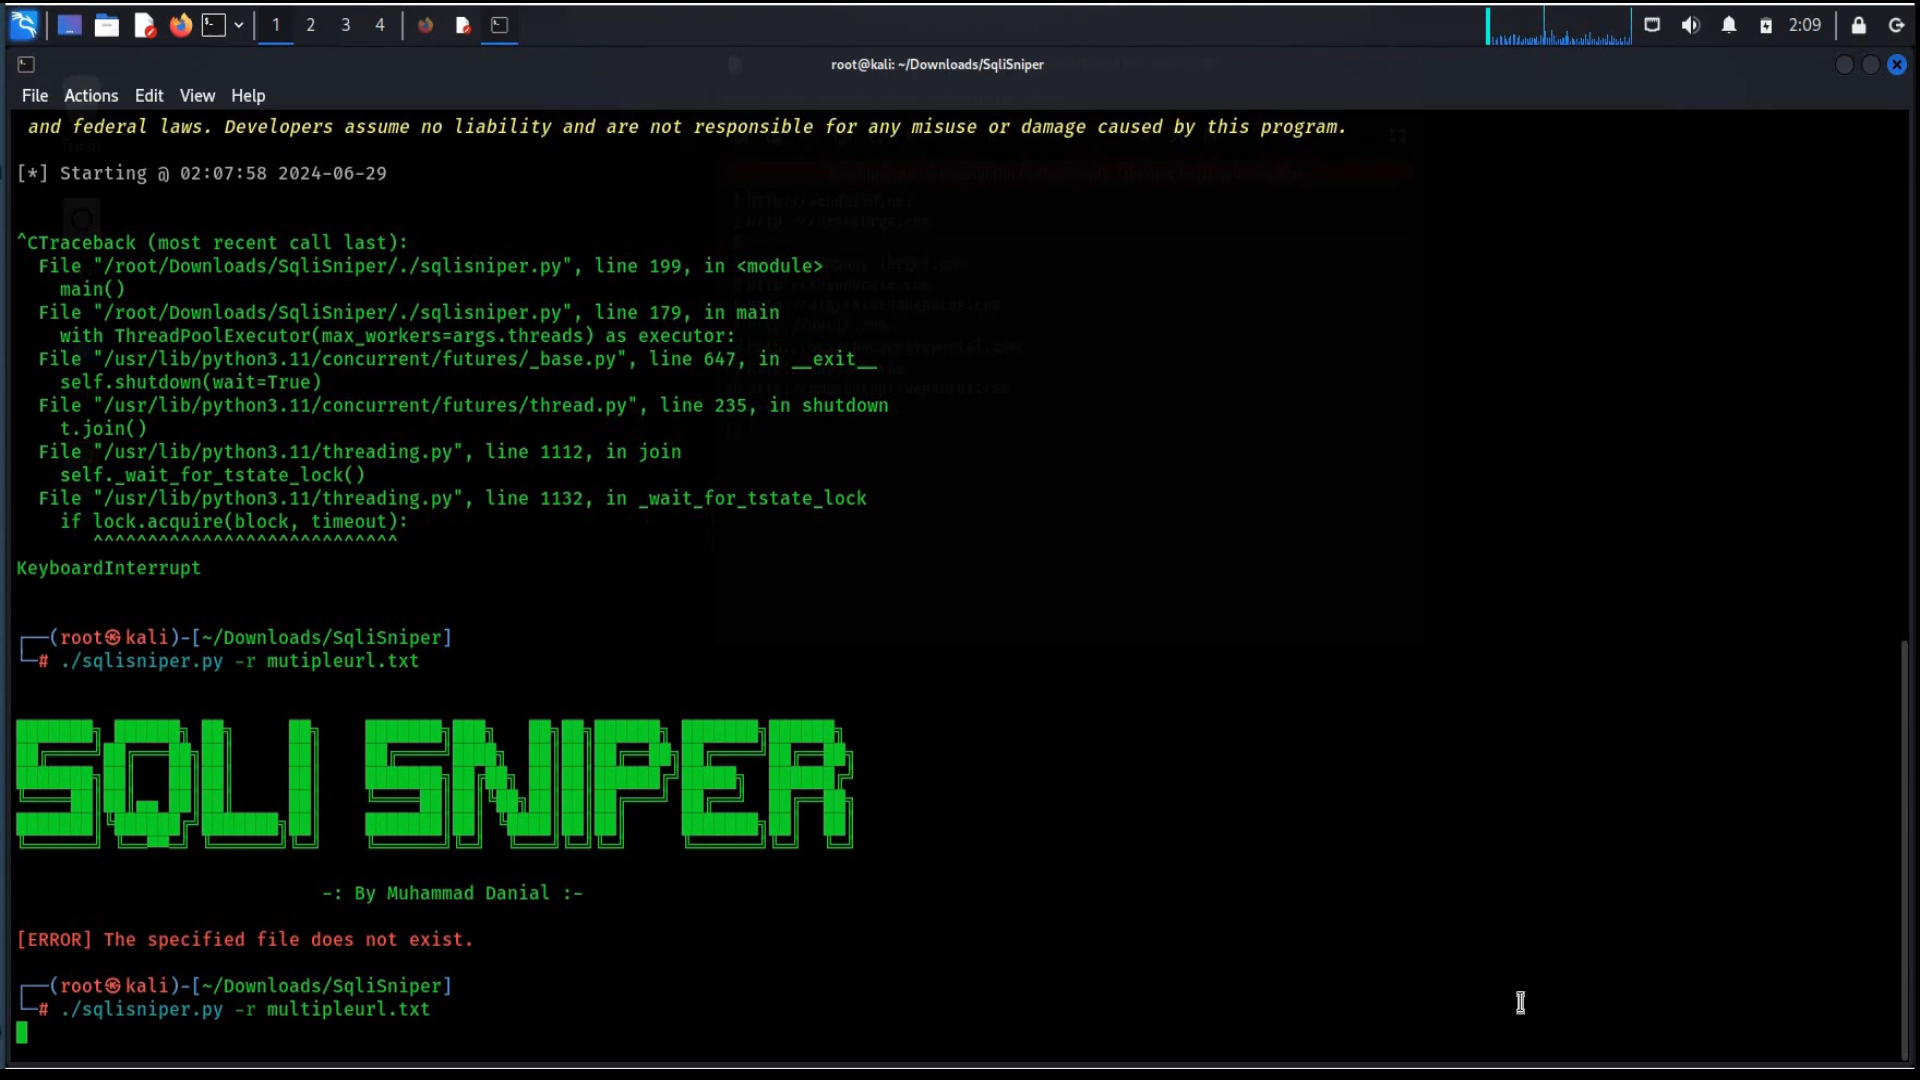 1 2 3 4
2:09
root@kali: ~/Downloads/SqliSniper
File Actions Edit View Help
and federal laws. Developers assume no liability and are not responsible for any misuse or damage caused by this program.
[*] Starting @ 02:07:58 2024-06-29
^CTraceback (most recent call last):
File "/root/Downloads/SqliSniper/./sqlisniper.py", line 199, in <module>
main()
File "/root/Downloads/SqliSniper/./sqlisniper.py", line 179, in main
with ThreadPoolExecutor(max_workers=args.threads) as executor:
File "/usr/lib/python3.11/concurrent/futures/_base.py", line 647, in __exit__
self.shutdown(wait=True)
File "/usr/lib/python3.11/concurrent/futures/thread.py", line 235, in shutdown
t.join()
File "/usr/lib/python3.11/threading.py", line 1112, in join
self._wait_for_tstate_lock()
File "/usr/lib/python3.11/threading.py", line 1132, in _wait_for_tstate_lock
if lock.acquire(block, timeout):
^^^^^^^^^^^^^^^^^^^^^^^^^^^^
KeyboardInterrupt
┌──(root㉿kali)-[~/Downloads/SqliSniper]
└─# ./sqlisniper.py -r mutipleurl.txt
SQLI SNIPER
-: By Muhammad Danial :-
[ERROR] The specified file does not exist.
┌──(root㉿kali)-[~/Downloads/SqliSniper]
└─# ./sqlisniper.py -r multipleurl.txt